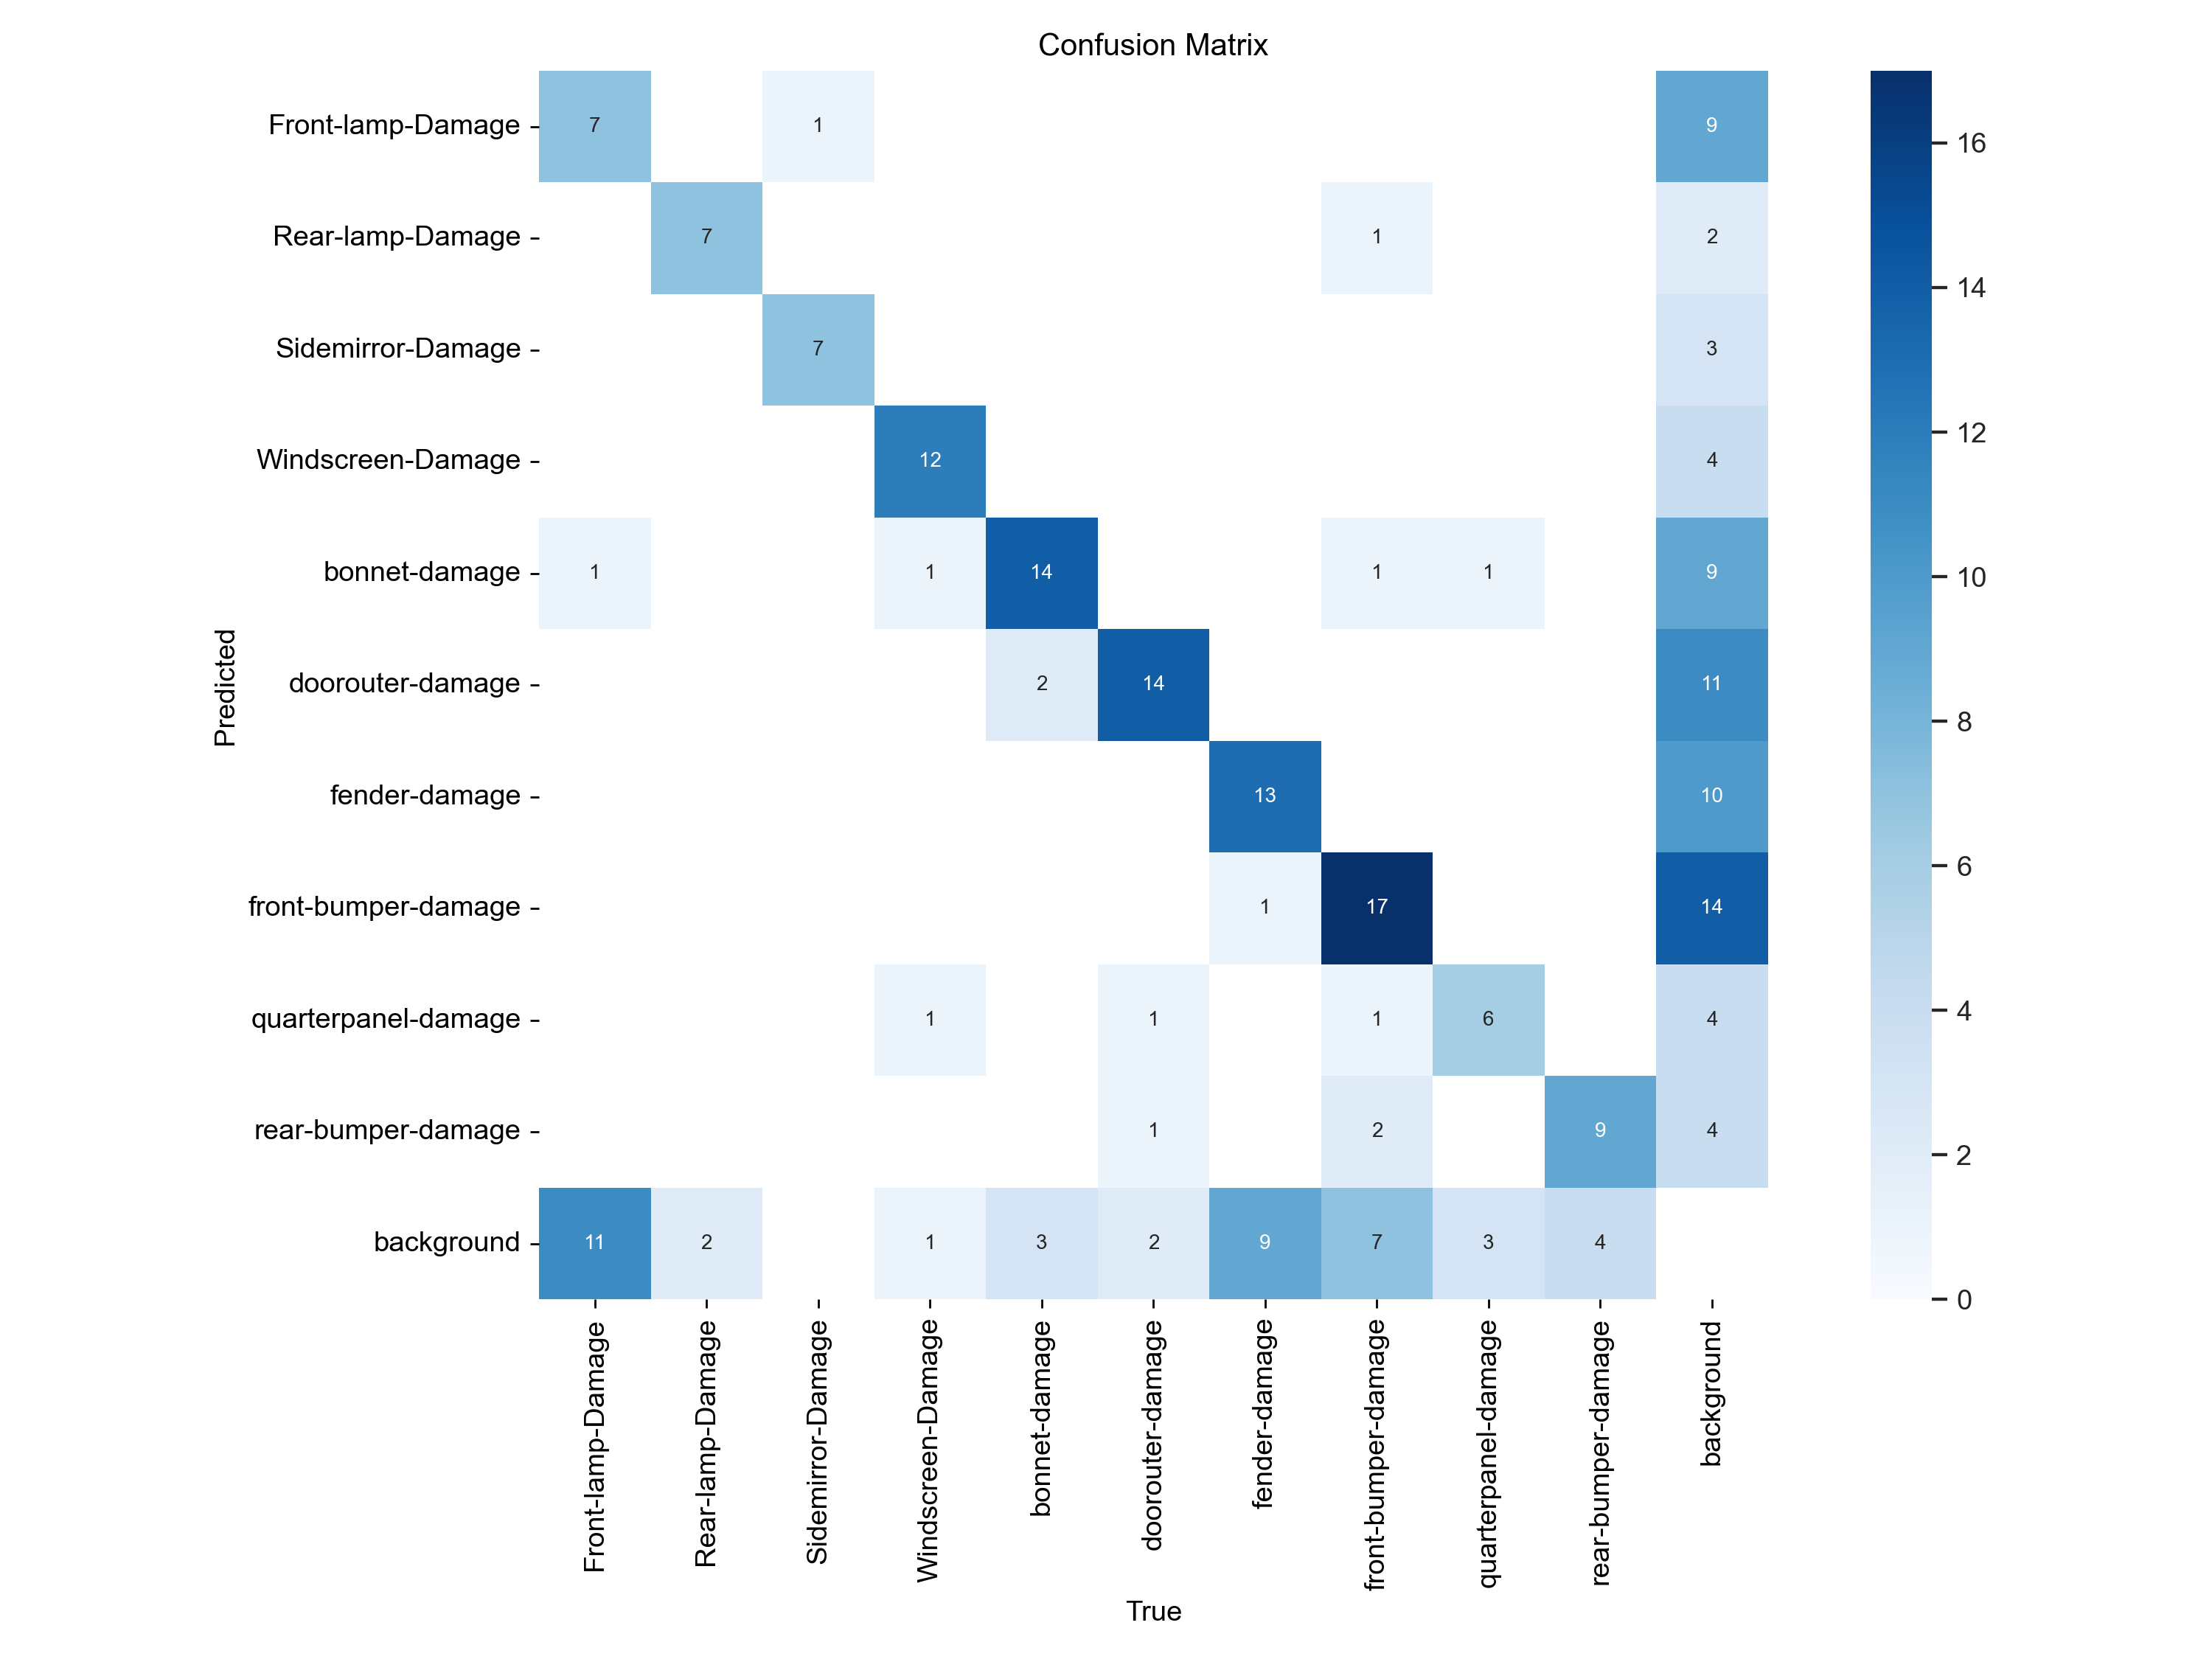 Confusion Matrix
Front-lamp-Damage 7 1 9
16
Rear-lamp-Damage 7 1 2
14
Sidemirror-Damage 7 3
12
Windscreen-Damage 12 4
bonnet-damage 1 1 14 1 1 9
10
Predicted
doorouter-damage 2 14 11
8
fender-damage 13 10
6
front-bumper-damage 1 17 14
quarterpanel-damage 1 1 1 6 4
4
rear-bumper-damage 1 2 9 4
2
background 11 2 1 3 2 9 7 3 4
0
Front-lamp-Damage
Rear-lamp-Damage
Sidemirror-Damage
Windscreen-Damage
bonnet-damage
doorouter-damage
fender-damage
front-bumper-damage
quarterpanel-damage
rear-bumper-damage
background
True